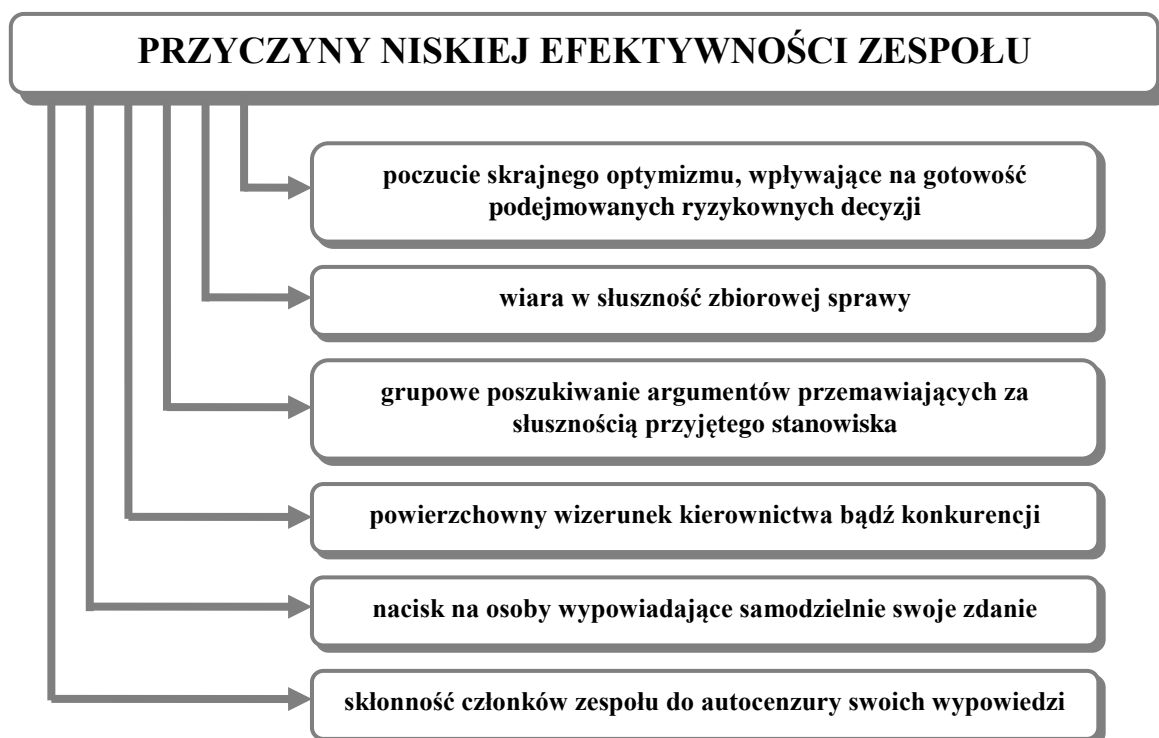 PRZYCZYNY NISKIEJ EFEKTYWNOŚCI ZESPOŁU
poczucie skrajnego optymizmu, wpływające na gotowość
podejmowanych ryzykownych decyzji
wiara w słuszność zbiorowej sprawy
grupowe poszukiwanie argumentów przemawiających za
słusznością przyjętego stanowiska
powierzchowny wizerunek kierownictwa bądź konkurencji
nacisk na osoby wypowiadające samodzielnie swoje zdanie
skłonność członków zespołu do autocenzury swoich wypowiedzi